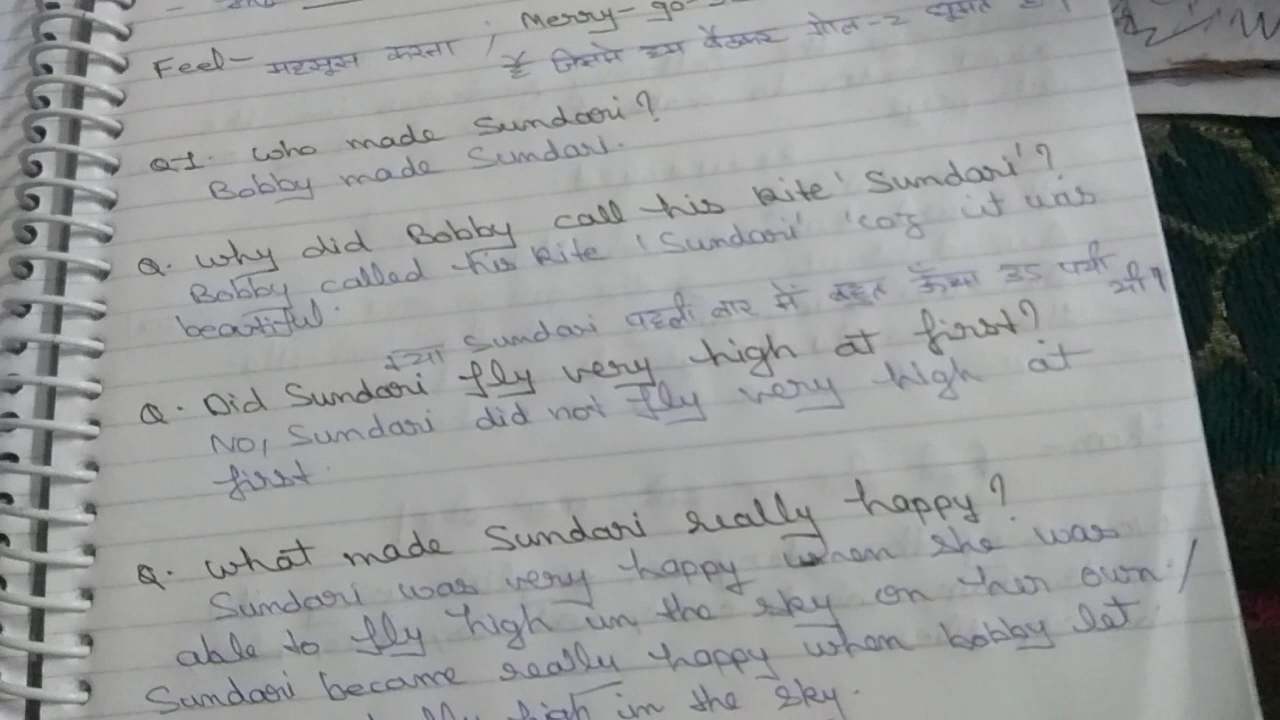 Merry-go-
Feel- महसूस करना / हैं जिसमें हम बैठकर गोल-2 घूमते हैं।
Q1. Who made Sundari?
Bobby made Sundari.
Q. Why did Bobby call his kite 'Sundari'?
Bobby called his kite 'Sundari' 'coz it was
beautiful.
क्या Sundari पहली बार में बहुत ऊँचा उड़ पायी थी?
Q. Did Sundari fly very high at first?
No, Sundari did not fly very high at
first.
Q. What made Sundari really happy?
Sundari was very happy when she was
able to fly high in the sky on her own. /
Sundari became really happy when bobby let
fly high in the sky.